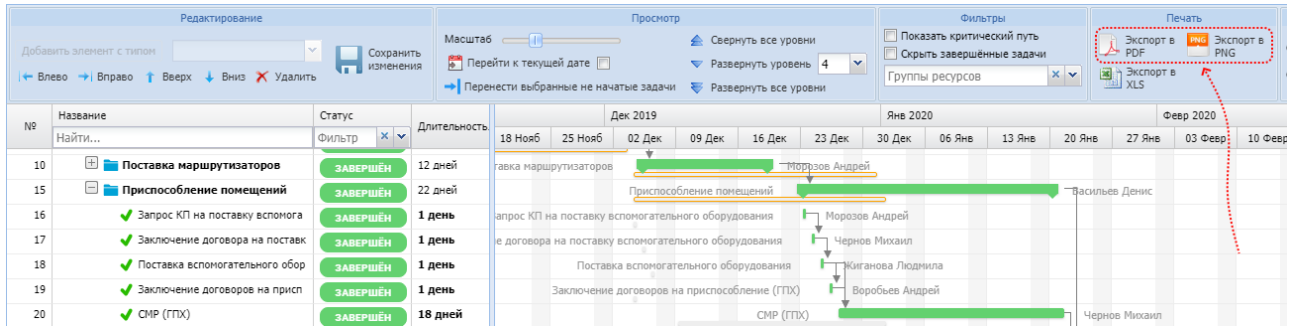 Редактирование
Просмотр
Фильтры
Печать
Добавить элемент с типом
Сохранить изменения
Влево Вправо Вверх Вниз Удалить
Масштаб
Перейти к текущей дате
Перенести выбранные не начатые задачи
Свернуть все уровни
Развернуть уровень 4
Развернуть все уровни
Показать критический путь
Скрыть завершённые задачи
Группы ресурсов
Экспорт в PDF
PNG Экспорт в PNG
Экспорт в XLS
№ Название Статус Длительность
Найти... Фильтр
Дек 2019 Янв 2020 Февр 2020
18 Нояб 25 Нояб 02 Дек 09 Дек 16 Дек 23 Дек 30 Дек 06 Янв 13 Янв 20 Янв 27 Янв 03 Февр 10 Февр
10 Поставка маршрутизаторов ЗАВЕРШЁН 12 дней тавка маршрутизаторов Морозов Андрей
15 Приспособление помещений ЗАВЕРШЁН 22 дней Приспособление помещений Васильев Денис
16 Запрос КП на поставку вспомога ЗАВЕРШЁН 1 день Запрос КП на поставку вспомогательного оборудования Морозов Андрей
17 Заключение договора на поставк ЗАВЕРШЁН 1 день е договора на поставку вспомогательного оборудования Чернов Михаил
18 Поставка вспомогательного обор ЗАВЕРШЁН 1 день Поставка вспомогательного оборудования Жиганова Людмила
19 Заключение договоров на присп ЗАВЕРШЁН 1 день Заключение договоров на приспособление (ГПХ) Воробьев Андрей
20 СМР (ГПХ) ЗАВЕРШЁН 18 дней СМР (ГПХ) Чернов Михаил